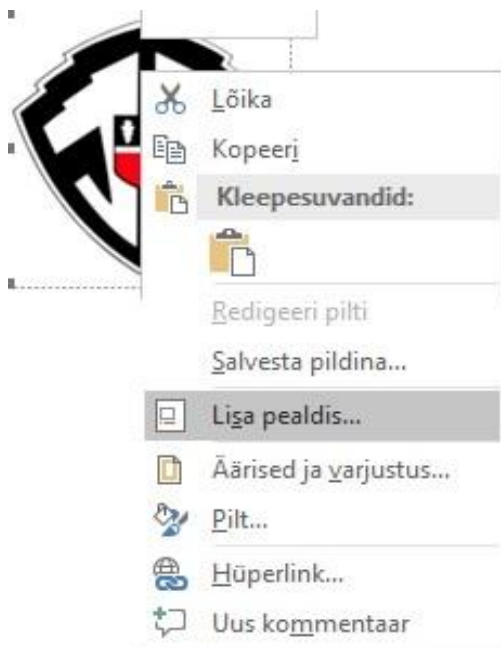 Lõika
Kopeeri
Kleepesuvandid:
Redigeeri pilti
Salvesta pildina...
Lisa pealdis...
Äärised ja varjustus...
Pilt...
Hüperlink...
Uus kommentaar